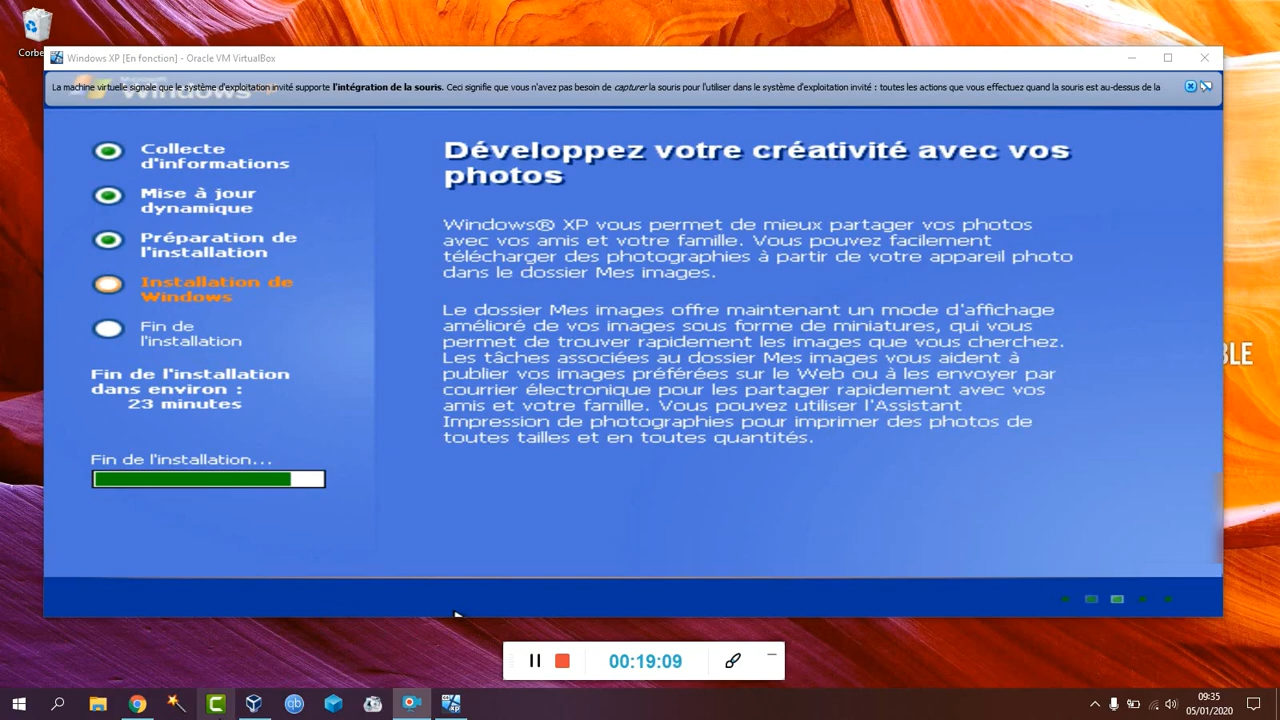 Corbe
Windows XP [En fonction] - Oracle VM VirtualBox
La machine virtuelle signale que le système d'exploitation invité supporte l'intégration de la souris. Ceci signifie que vous n'avez pas besoin de capturer la souris pour l'utiliser dans le système d'exploitation invité : toutes les actions que vous effectuez quand la souris est au-dessus de la
Windows
Collecte
d'informations
Mise à jour
dynamique
Préparation de
l'installation
Installation de
Windows
Fin de
l'installation
Fin de l'installation
dans environ :
23 minutes
Fin de l'installation...
Développez votre créativité avec vos
photos
Windows® XP vous permet de mieux partager vos photos
avec vos amis et votre famille. Vous pouvez facilement
télécharger des photographies à partir de votre appareil photo
dans le dossier Mes images.
Le dossier Mes images offre maintenant un mode d'affichage
amélioré de vos images sous forme de miniatures, qui vous
permet de trouver rapidement les images que vous cherchez.
Les tâches associées au dossier Mes images vous aident à
publier vos images préférées sur le Web ou à les envoyer par
courrier électronique pour les partager rapidement avec vos
amis et votre famille. Vous pouvez utiliser l'Assistant
Impression de photographies pour imprimer des photos de
toutes tailles et en toutes quantités.
BLE
00:19:09
qb
09:35
05/01/2020